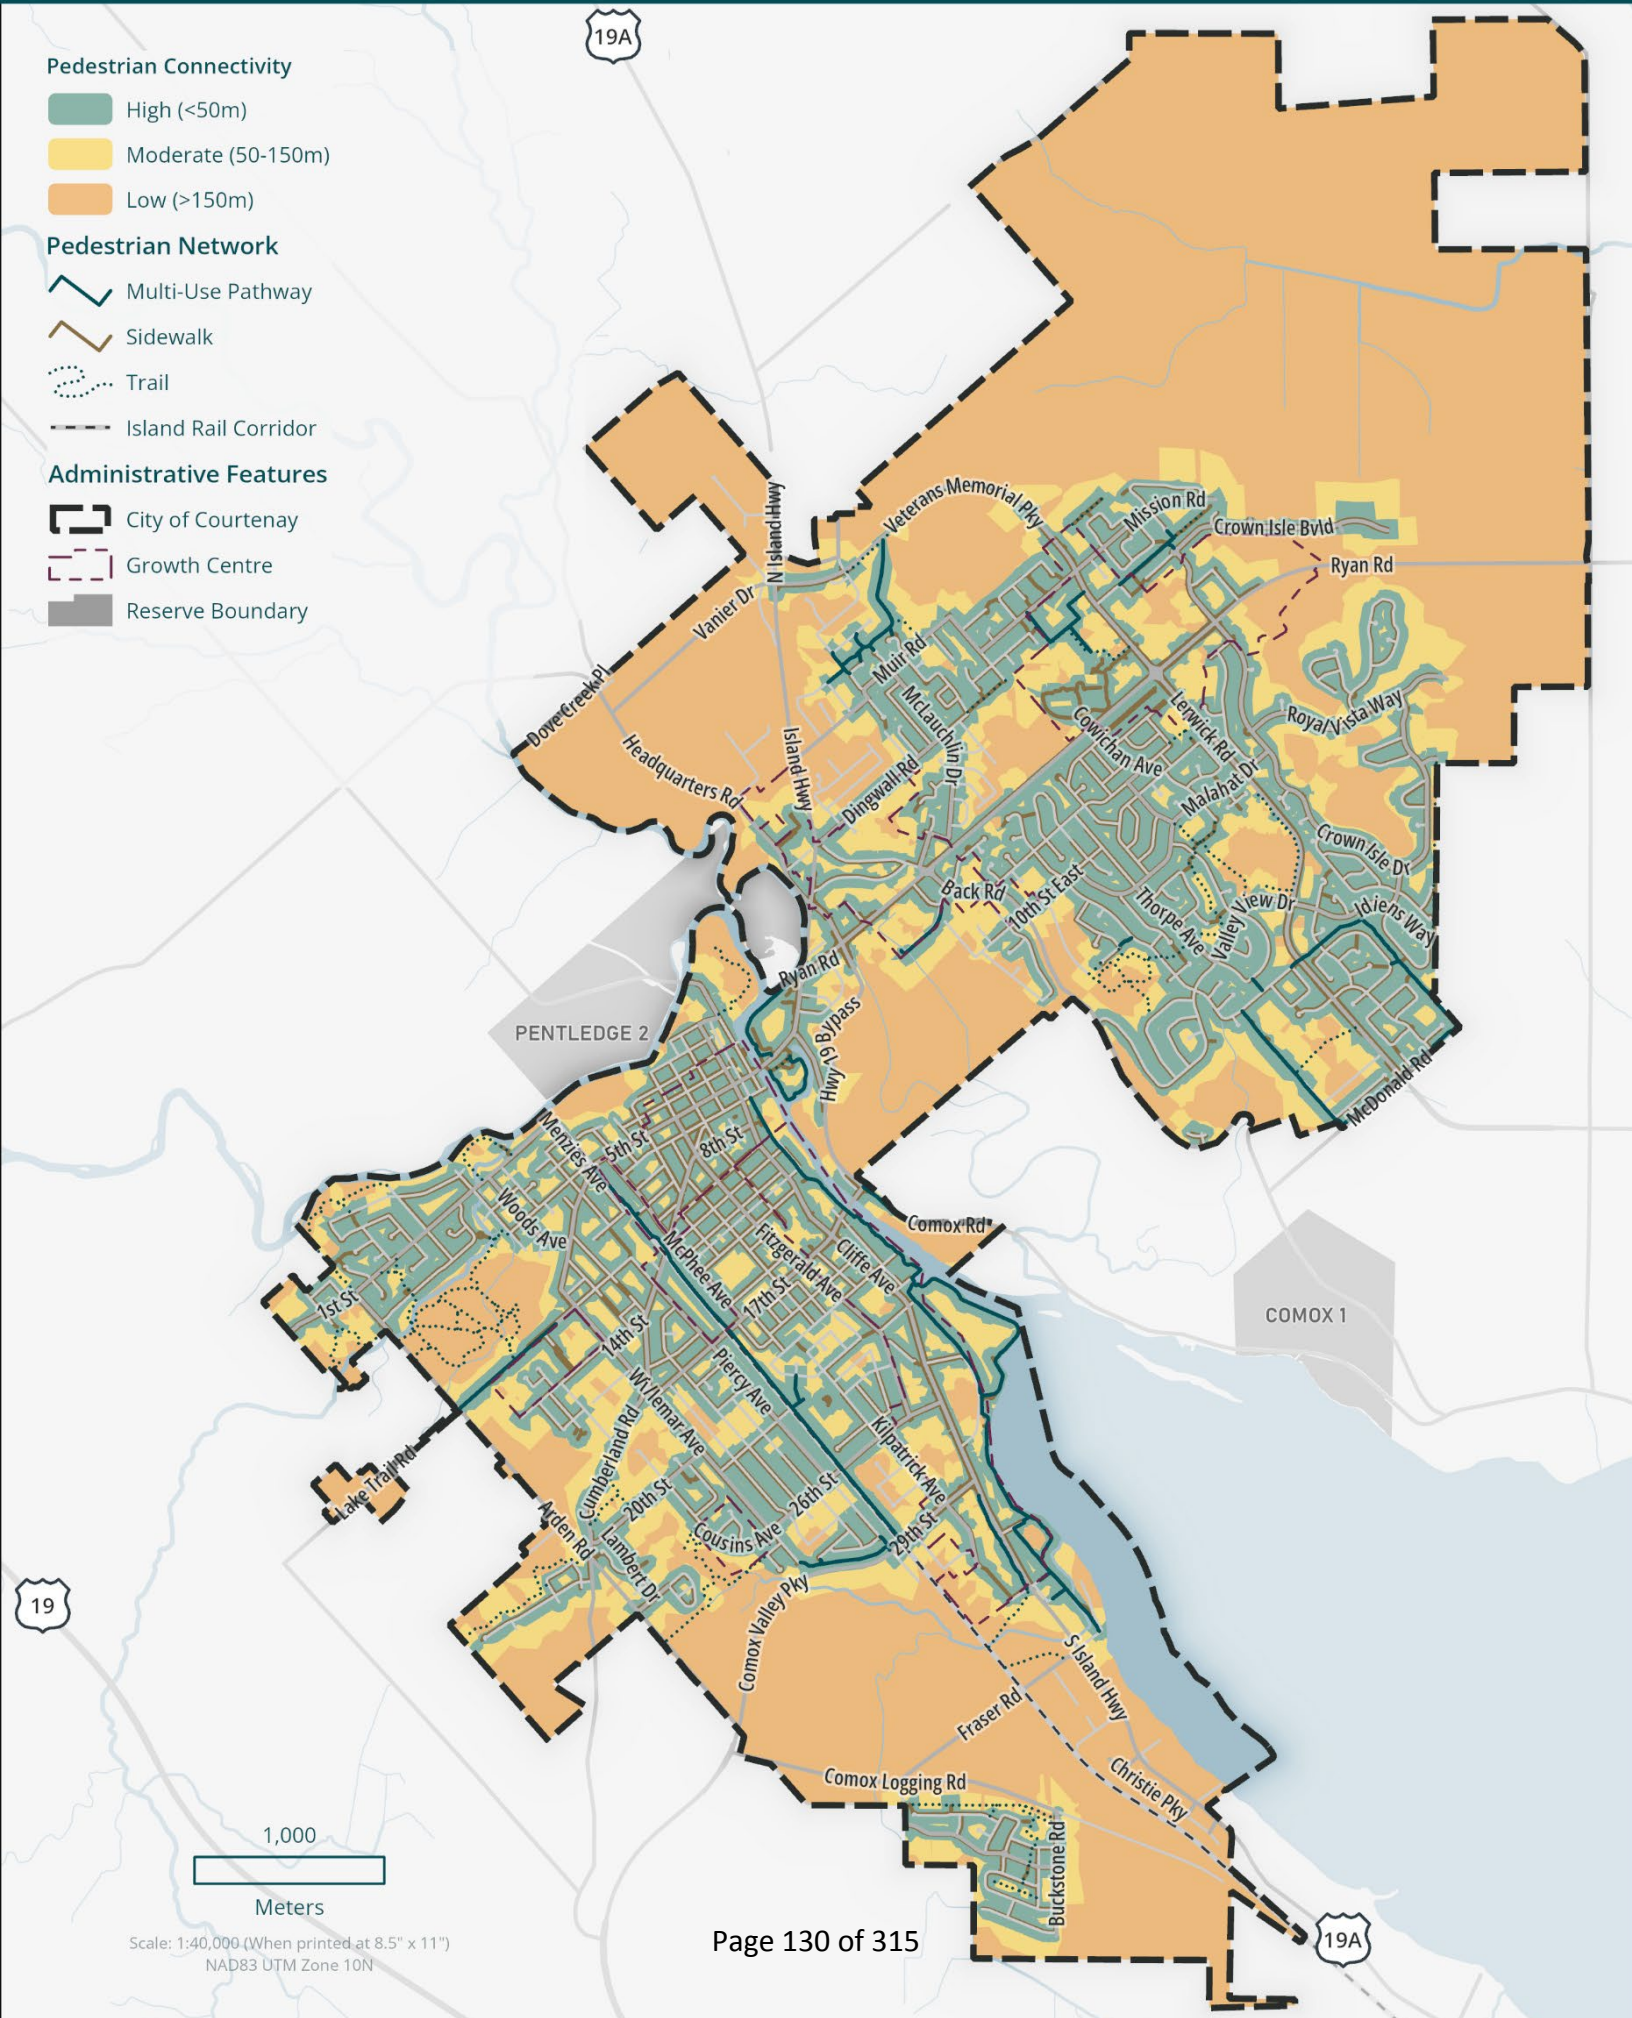 19A
Pedestrian Connectivity
High (<50m)
Moderate (50-150m)
Low (>150m)
Pedestrian Network
Multi-Use Pathway
Sidewalk
Trail
Island Rail Corridor
Administrative Features
City of Courtenay
Growth Centre
Reserve Boundary
N Island Hwy
Veterans Memorial Pky
Mission Rd
Crown Isle Bvld
Ryan Rd
Vanier Dr
Muir Rd
Dove Creek Pl
McLauchlin Dr
Lerwick Rd
Royal Vista Way
Headquarters Rd
Island Hwy
Cowichan Ave
Dingwall Rd
Malahat Dr
Crown Isle Dr
Back Rd
10th St East
Thorpe Ave
Valley View Dr
Idiens Way
Ryan Rd
PENTLEDGE 2
Hwy 19 Bypass
McDonald Rd
Menzies Ave
5th St
8th St
Woods Ave
Comox Rd
McPhee Ave
Fitzgerald Ave
Cliffe Ave
17th St
1st St
14th St
COMOX 1
Piercy Ave
Willemar Ave
Kilpatrick Ave
Cumberland Rd
Lake Trail Rd
20th St
26th St
Arden Rd
Cousins Ave
29th St
Lambert Dr
19
Comox Valley Pky
S Island Hwy
Fraser Rd
Comox Logging Rd
Christie Pky
Buckstone Rd
1,000
Meters
Scale: 1:40,000 (When printed at 8.5" x 11")
NAD83 UTM Zone 10N
Page 130 of 315
19A